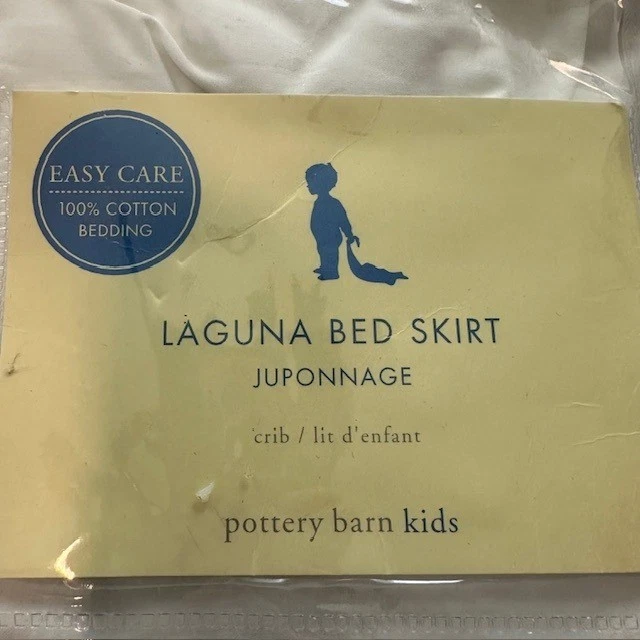 EASY CARE
100% COTTON
BEDDING
LAGUNA BED SKIRT
JUPONNAGE
crib / lit d'enfant
pottery barn kids